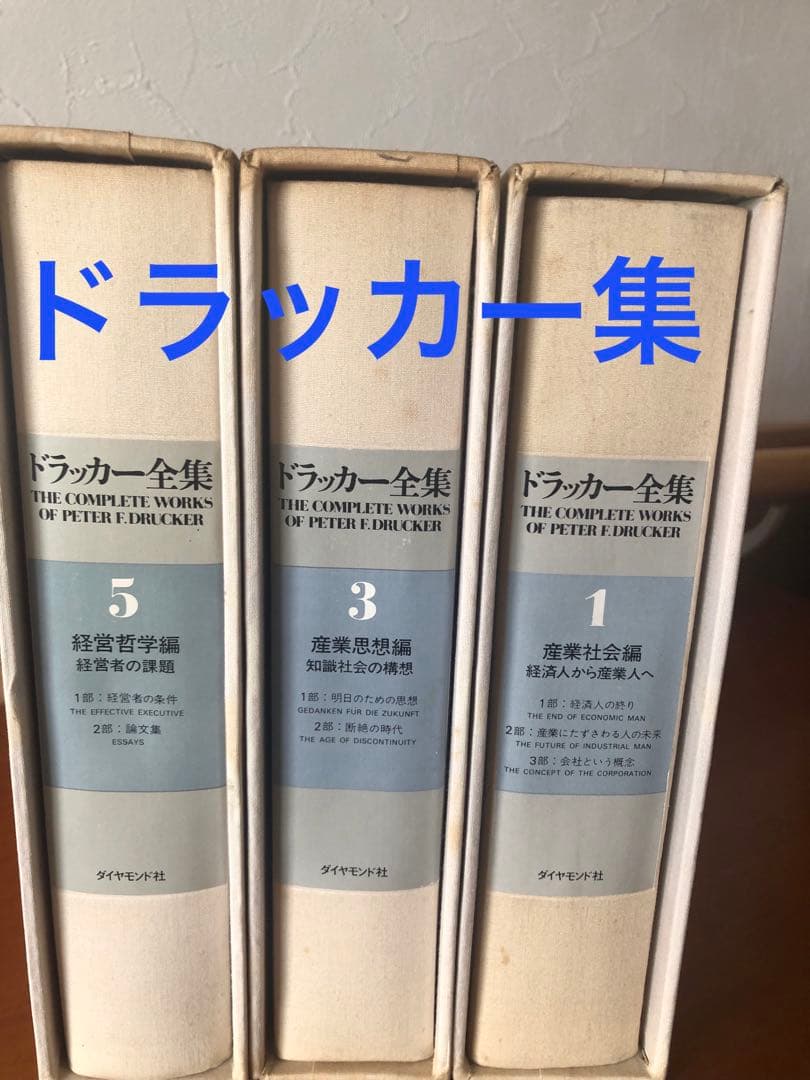 ドラッカー集
ドラッカー全集
THE COMPLETE WORKS
OF PETER F. DRUCKER
5
経営哲学編
経営者の課題
1部:経営者の条件
THE EFFECTIVE EXECUTIVE
2部:論文集
ESSAYS
ダイヤモンド社
ドラッカー全集
THE COMPLETE WORKS
OF PETER F. DRUCKER
3
産業思想編
知識社会の構想
1部:明日のための思想
GEDANKEN FÜR DIE ZUKUNFT
2部:断絶の時代
THE AGE OF DISCONTINUITY
ダイヤモンド社
ドラッカー全集
THE COMPLETE WORKS
OF PETER F. DRUCKER
1
産業社会編
経済人から産業人へ
1部:経済人の終り
THE END OF ECONOMIC MAN
2部:産業にたずさわる人の未来
THE FUTURE OF INDUSTRIAL MAN
3部:会社という概念
THE CONCEPT OF THE CORPORATION
ダイヤモンド社